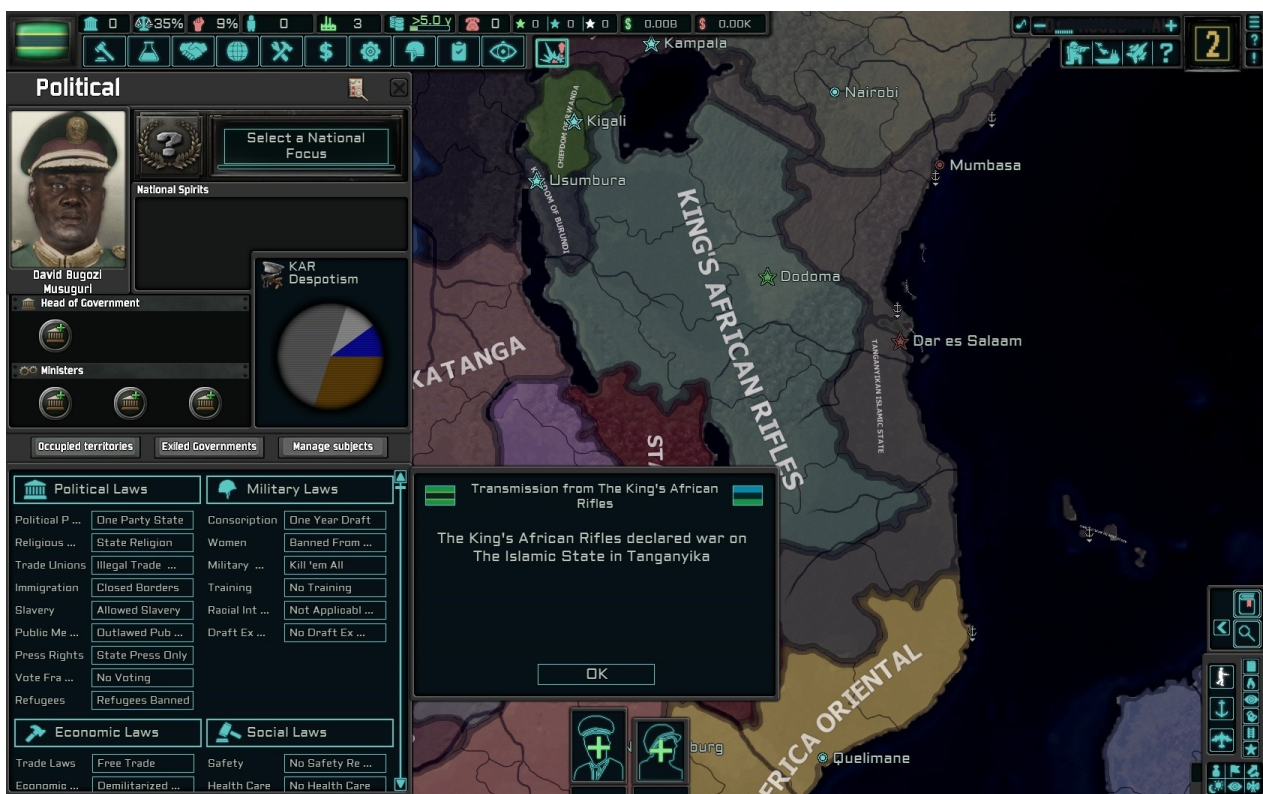 0
35%
9%
0
3
>5.0 Y
0
0
0
0
0.00B
0.00K
2
Political
Select a National
Focus
National Spirits
David Bugozi
Musuguri
Head of Government
KAR
Despotism
Ministers
Occupied territories
Exiled Governments
Manage subjects
Political Laws
Military Laws
Political P ...
One Party State
Conscription
One Year Draft
Religious ...
State Religion
Women
Banned From ...
Trade Unions
Illegal Trade ...
Military ...
Kill 'em All
Immigration
Closed Borders
Training
No Training
Slavery
Allowed Slavery
Racial Int ...
Not Applicabl ...
Public Me ...
Outlawed Pub ...
Draft Ex ...
No Draft Ex ...
Press Rights
State Press Only
Vote Fra ...
No Voting
Refugees
Refugees Banned
Economic Laws
Social Laws
Trade Laws
Free Trade
Safety
No Safety Re ...
Economic ...
Demilitarized ...
Health Care
No Health Care
Kampala
Nairobi
CHIEFDOM OF RWANDA
Kigali
Mumbasa
Usumbura
KINGDOM OF BURUNDI
KING'S AFRICAN RIFLES
Dodoma
Dar es Salaam
TANGANYIKAN ISLAMIC STATE
KATANGA
Transmission from The King's African
Rifles
The King's African Rifles declared war on
The Islamic State in Tanganyika
OK
AFRICA ORIENTAL
Quelimane